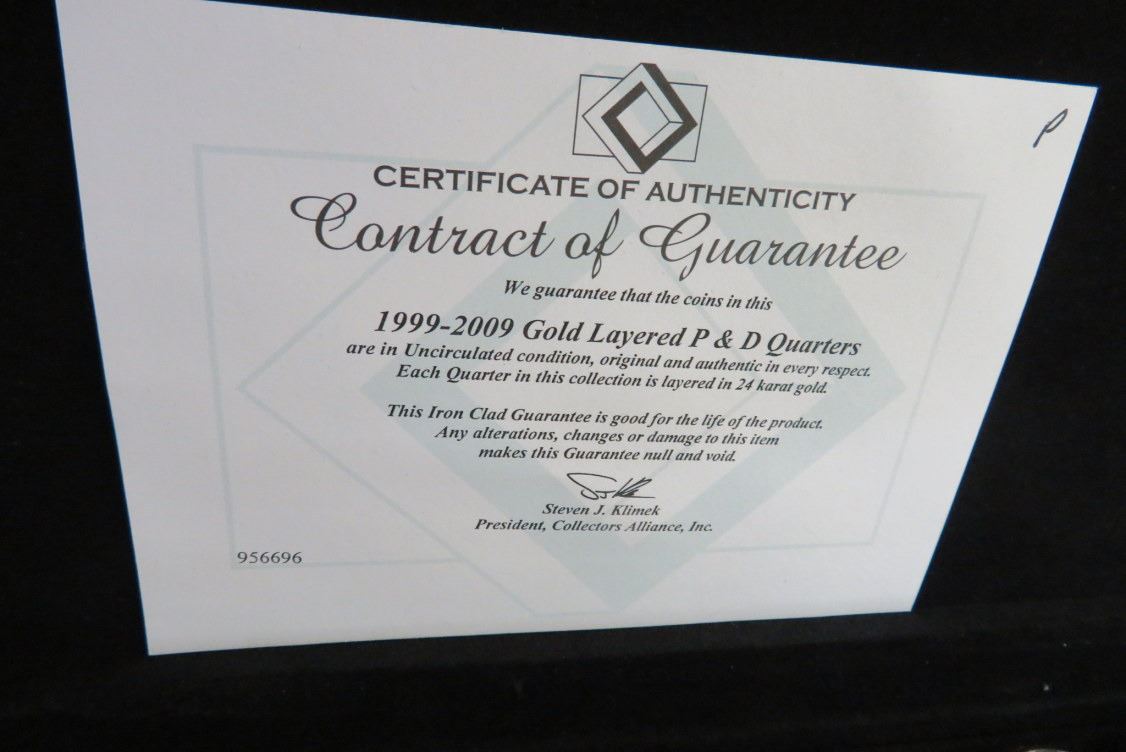 P
CERTIFICATE OF AUTHENTICITY
Contract of Guarantee
We guarantee that the coins in this
1999-2009 Gold Layered P & D Quarters
are in Uncirculated condition, original and authentic in every respect.
Each Quarter in this collection is layered in 24 karat gold.
This Iron Clad Guarantee is good for the life of the product.
Any alterations, changes or damage to this item
makes this Guarantee null and void.
Steven J. Klimek
President, Collectors Alliance, Inc.
956696